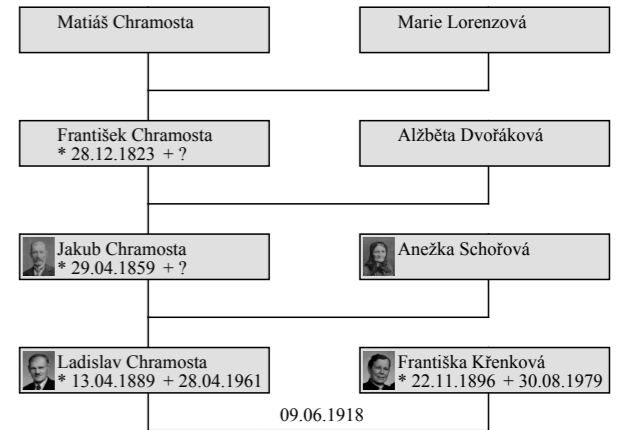 Matiáš Chramosta
Marie Lorenzová
František Chramosta
* 28.12.1823 + ?
Alžběta Dvořáková
Jakub Chramosta
* 29.04.1859 + ?
Anežka Schořová
Ladislav Chramosta
* 13.04.1889 + 28.04.1961
Františka Křenková
* 22.11.1896 + 30.08.1979
09.06.1918